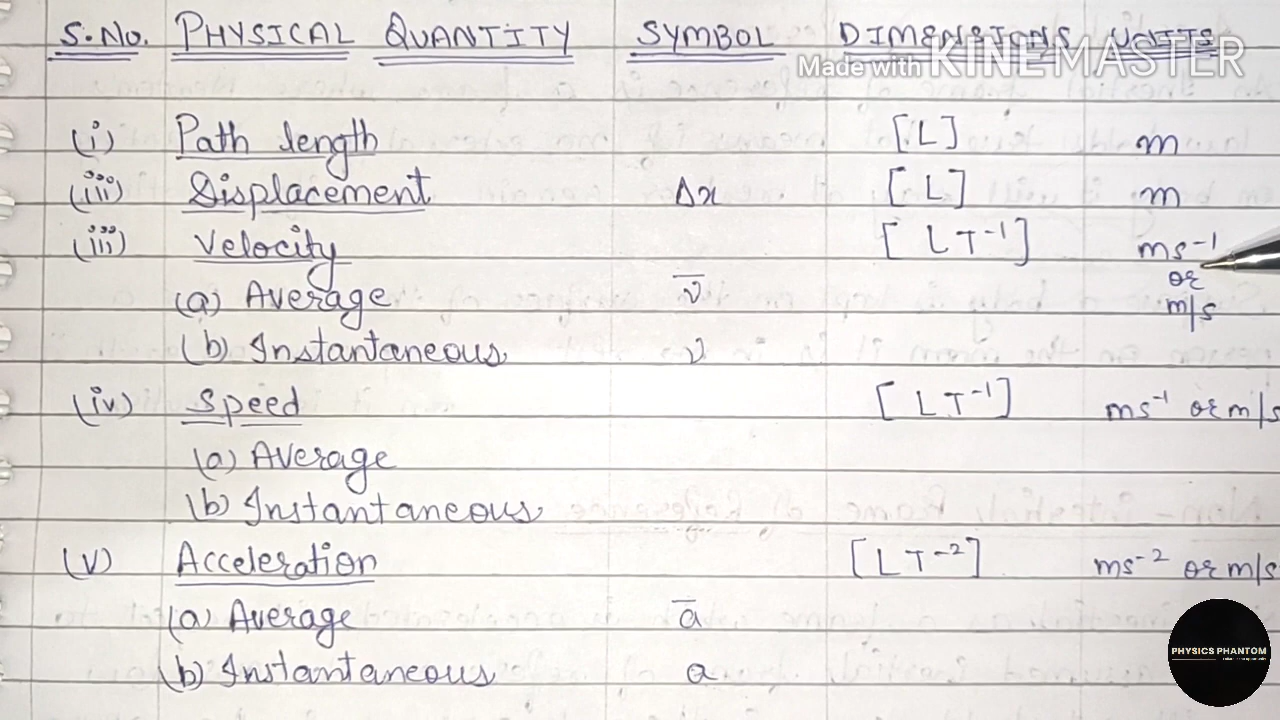 S.No. PHYSICAL QUANTITY SYMBOL DIMENSIONS UNITS
Made with KINEMASTER
(i) Path length [L] m
(iii) Displacement Δx [L] m
(iii) Velocity [LT⁻¹] ms⁻¹
or
(a) Average v̅ m/s
(b) Instantaneous v
(iv) Speed [LT⁻¹] ms⁻¹ or m/s
(a) Average
(b) Instantaneous
(v) Acceleration [LT⁻²] ms⁻² or m/s
(a) Average a̅
(b) Instantaneous a
PHYSICS PHANTOM